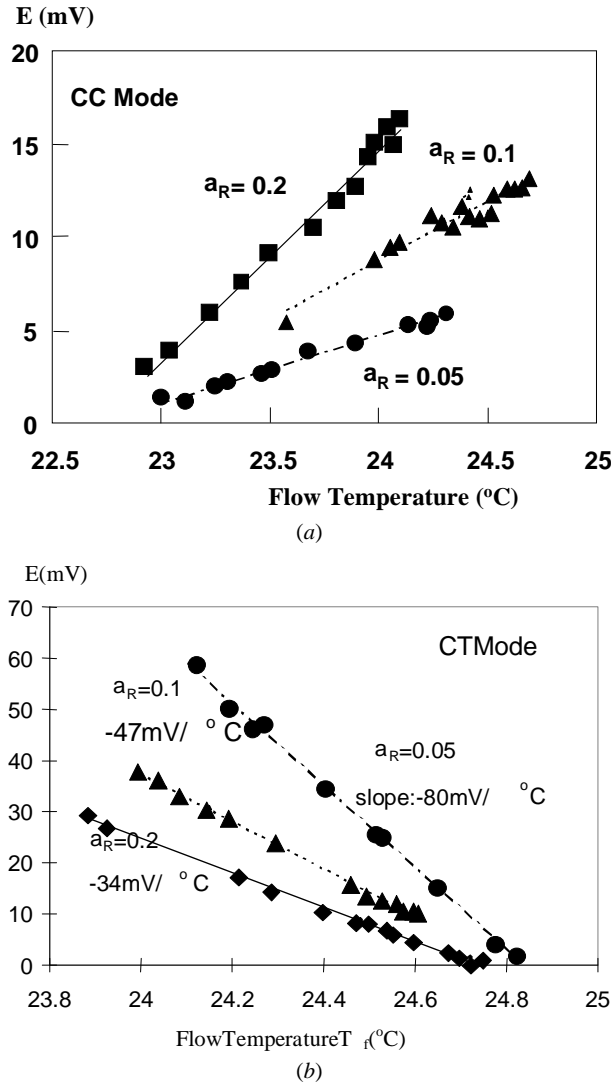 E (mV)
20
CC Mode
15
a_R = 0.1
a_R = 0.2
10
5
a_R = 0.05
0
22.5 23 23.5 24 24.5 25
Flow Temperature (°C)
(a)
E(mV)
70
CTMode
60
a_R=0.1
50
-47mV/ °C
a_R=0.05
40
slope:-80mV/ °C
30
a_R=0.2
20
-34mV/ °C
10
0
23.8 24 24.2 24.4 24.6 24.8 25
FlowTemperatureT f(°C)
(b)